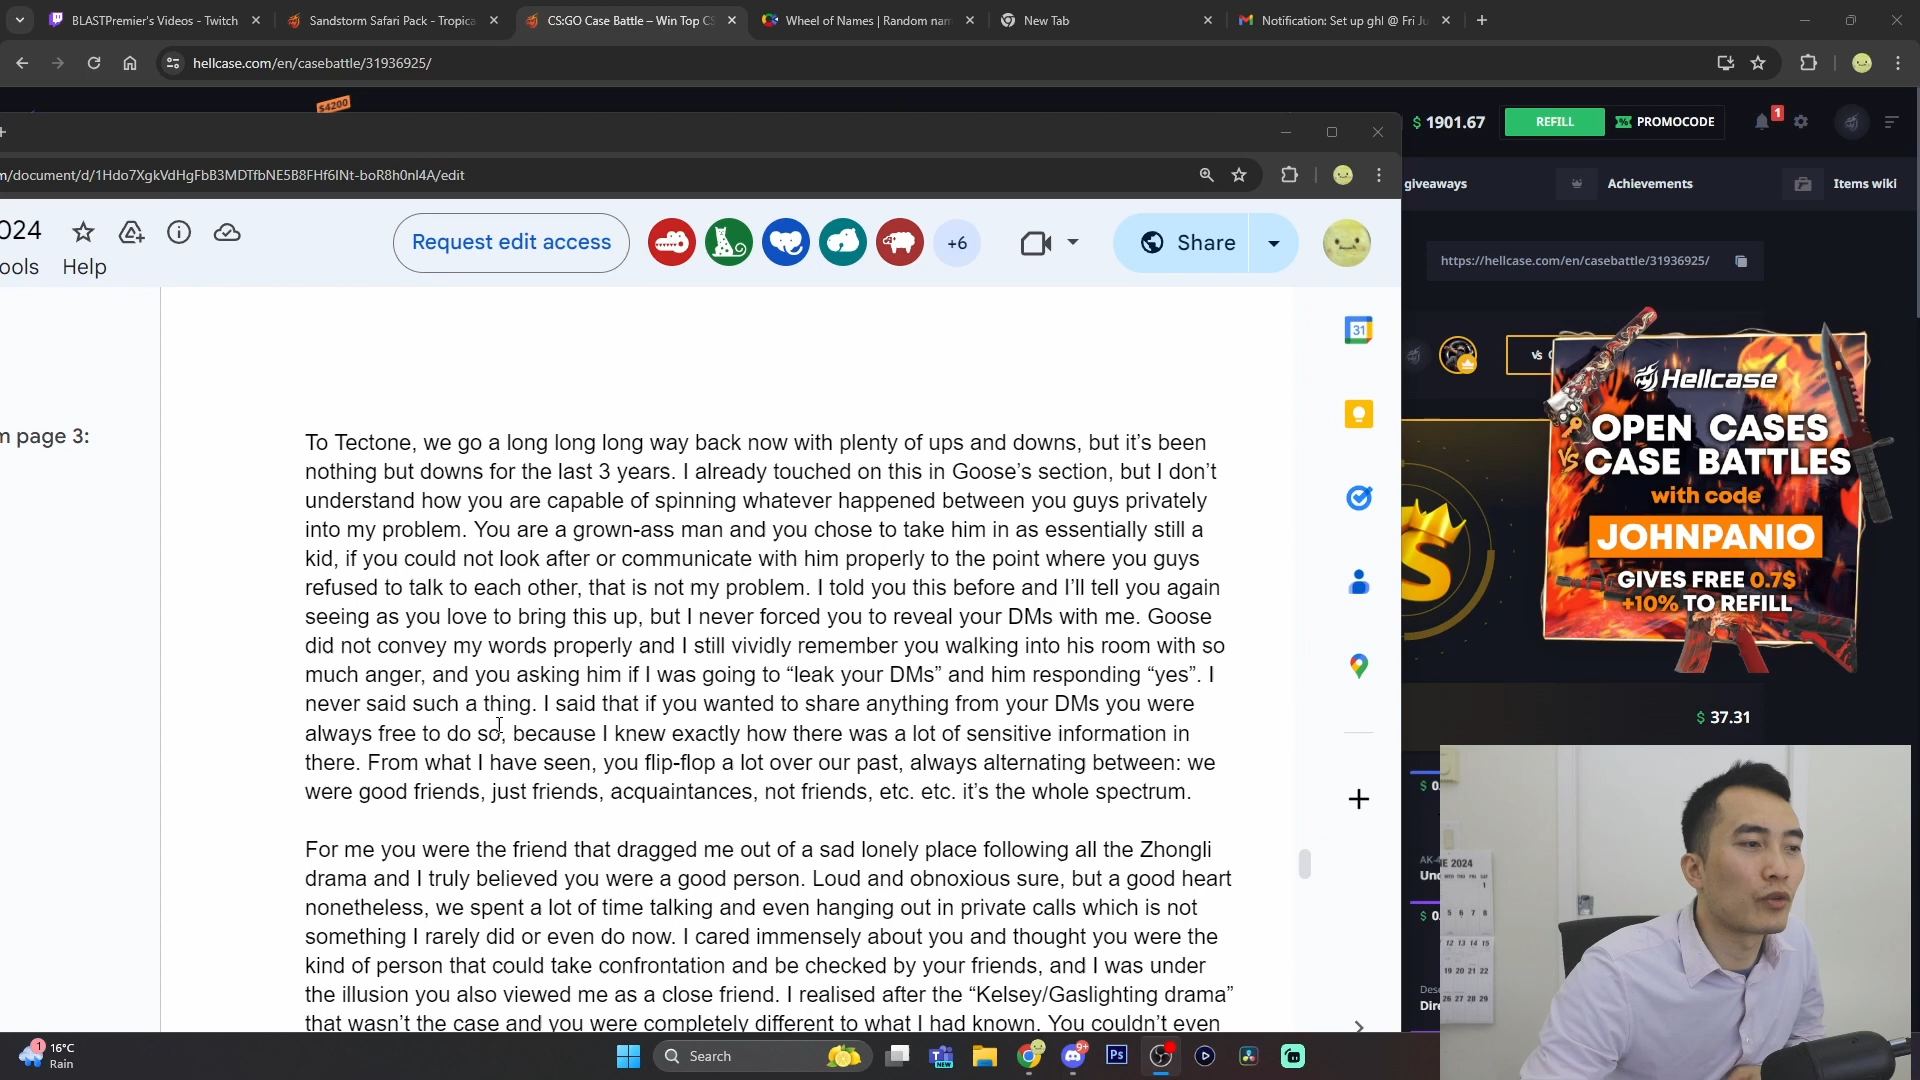 BLASTPremier's Videos - Twitch
Sandstorm Safari Pack - Tropica
CS:GO Case Battle – Win Top CS
Wheel of Names | Random nam
New Tab
Notification: Set up ghl @ Fri Ju
hellcase.com/en/casebattle/31936925/
$4200
$ 1901.67
REFILL
PROMOCODE
1
m/document/d/1Hdo7XgkVdHgFbB3MDTfbNE5B8FHf6INt-boR8h0nI4A/edit
giveaways
Achievements
Items wiki
024
Request edit access
+6
Share
ools
Help
https://hellcase.com/en/casebattle/31936925/
31
Vs
Hellcase
OPEN CASES
VS CASE BATTLES
with code
JOHNPANIO
GIVES FREE 0.7$
+10% TO REFILL
$ 37.31
m page 3:
To Tectone, we go a long long long way back now with plenty of ups and downs, but it's been
nothing but downs for the last 3 years. I already touched on this in Goose's section, but I don't
understand how you are capable of spinning whatever happened between you guys privately
into my problem. You are a grown-ass man and you chose to take him in as essentially still a
kid, if you could not look after or communicate with him properly to the point where you guys
refused to talk to each other, that is not my problem. I told you this before and I'll tell you again
seeing as you love to bring this up, but I never forced you to reveal your DMs with me. Goose
did not convey my words properly and I still vividly remember you walking into his room with so
much anger, and you asking him if I was going to “leak your DMs” and him responding “yes”. I
never said such a thing. I said that if you wanted to share anything from your DMs you were
always free to do so, because I knew exactly how there was a lot of sensitive information in
there. From what I have seen, you flip-flop a lot over our past, always alternating between: we
were good friends, just friends, acquaintances, not friends, etc. etc. it's the whole spectrum.
For me you were the friend that dragged me out of a sad lonely place following all the Zhongli
drama and I truly believed you were a good person. Loud and obnoxious sure, but a good heart
nonetheless, we spent a lot of time talking and even hanging out in private calls which is not
something I rarely did or even do now. I cared immensely about you and thought you were the
kind of person that could take confrontation and be checked by your friends, and I was under
the illusion you also viewed me as a close friend. I realised after the “Kelsey/Gaslighting drama”
that wasn't the case and you were completely different to what I had known. You couldn't even
$ 0.
AK-4
Und
$ 0.
Dese
Dire
E 2024
16°C
Rain
Search
NEW
9+
Ps